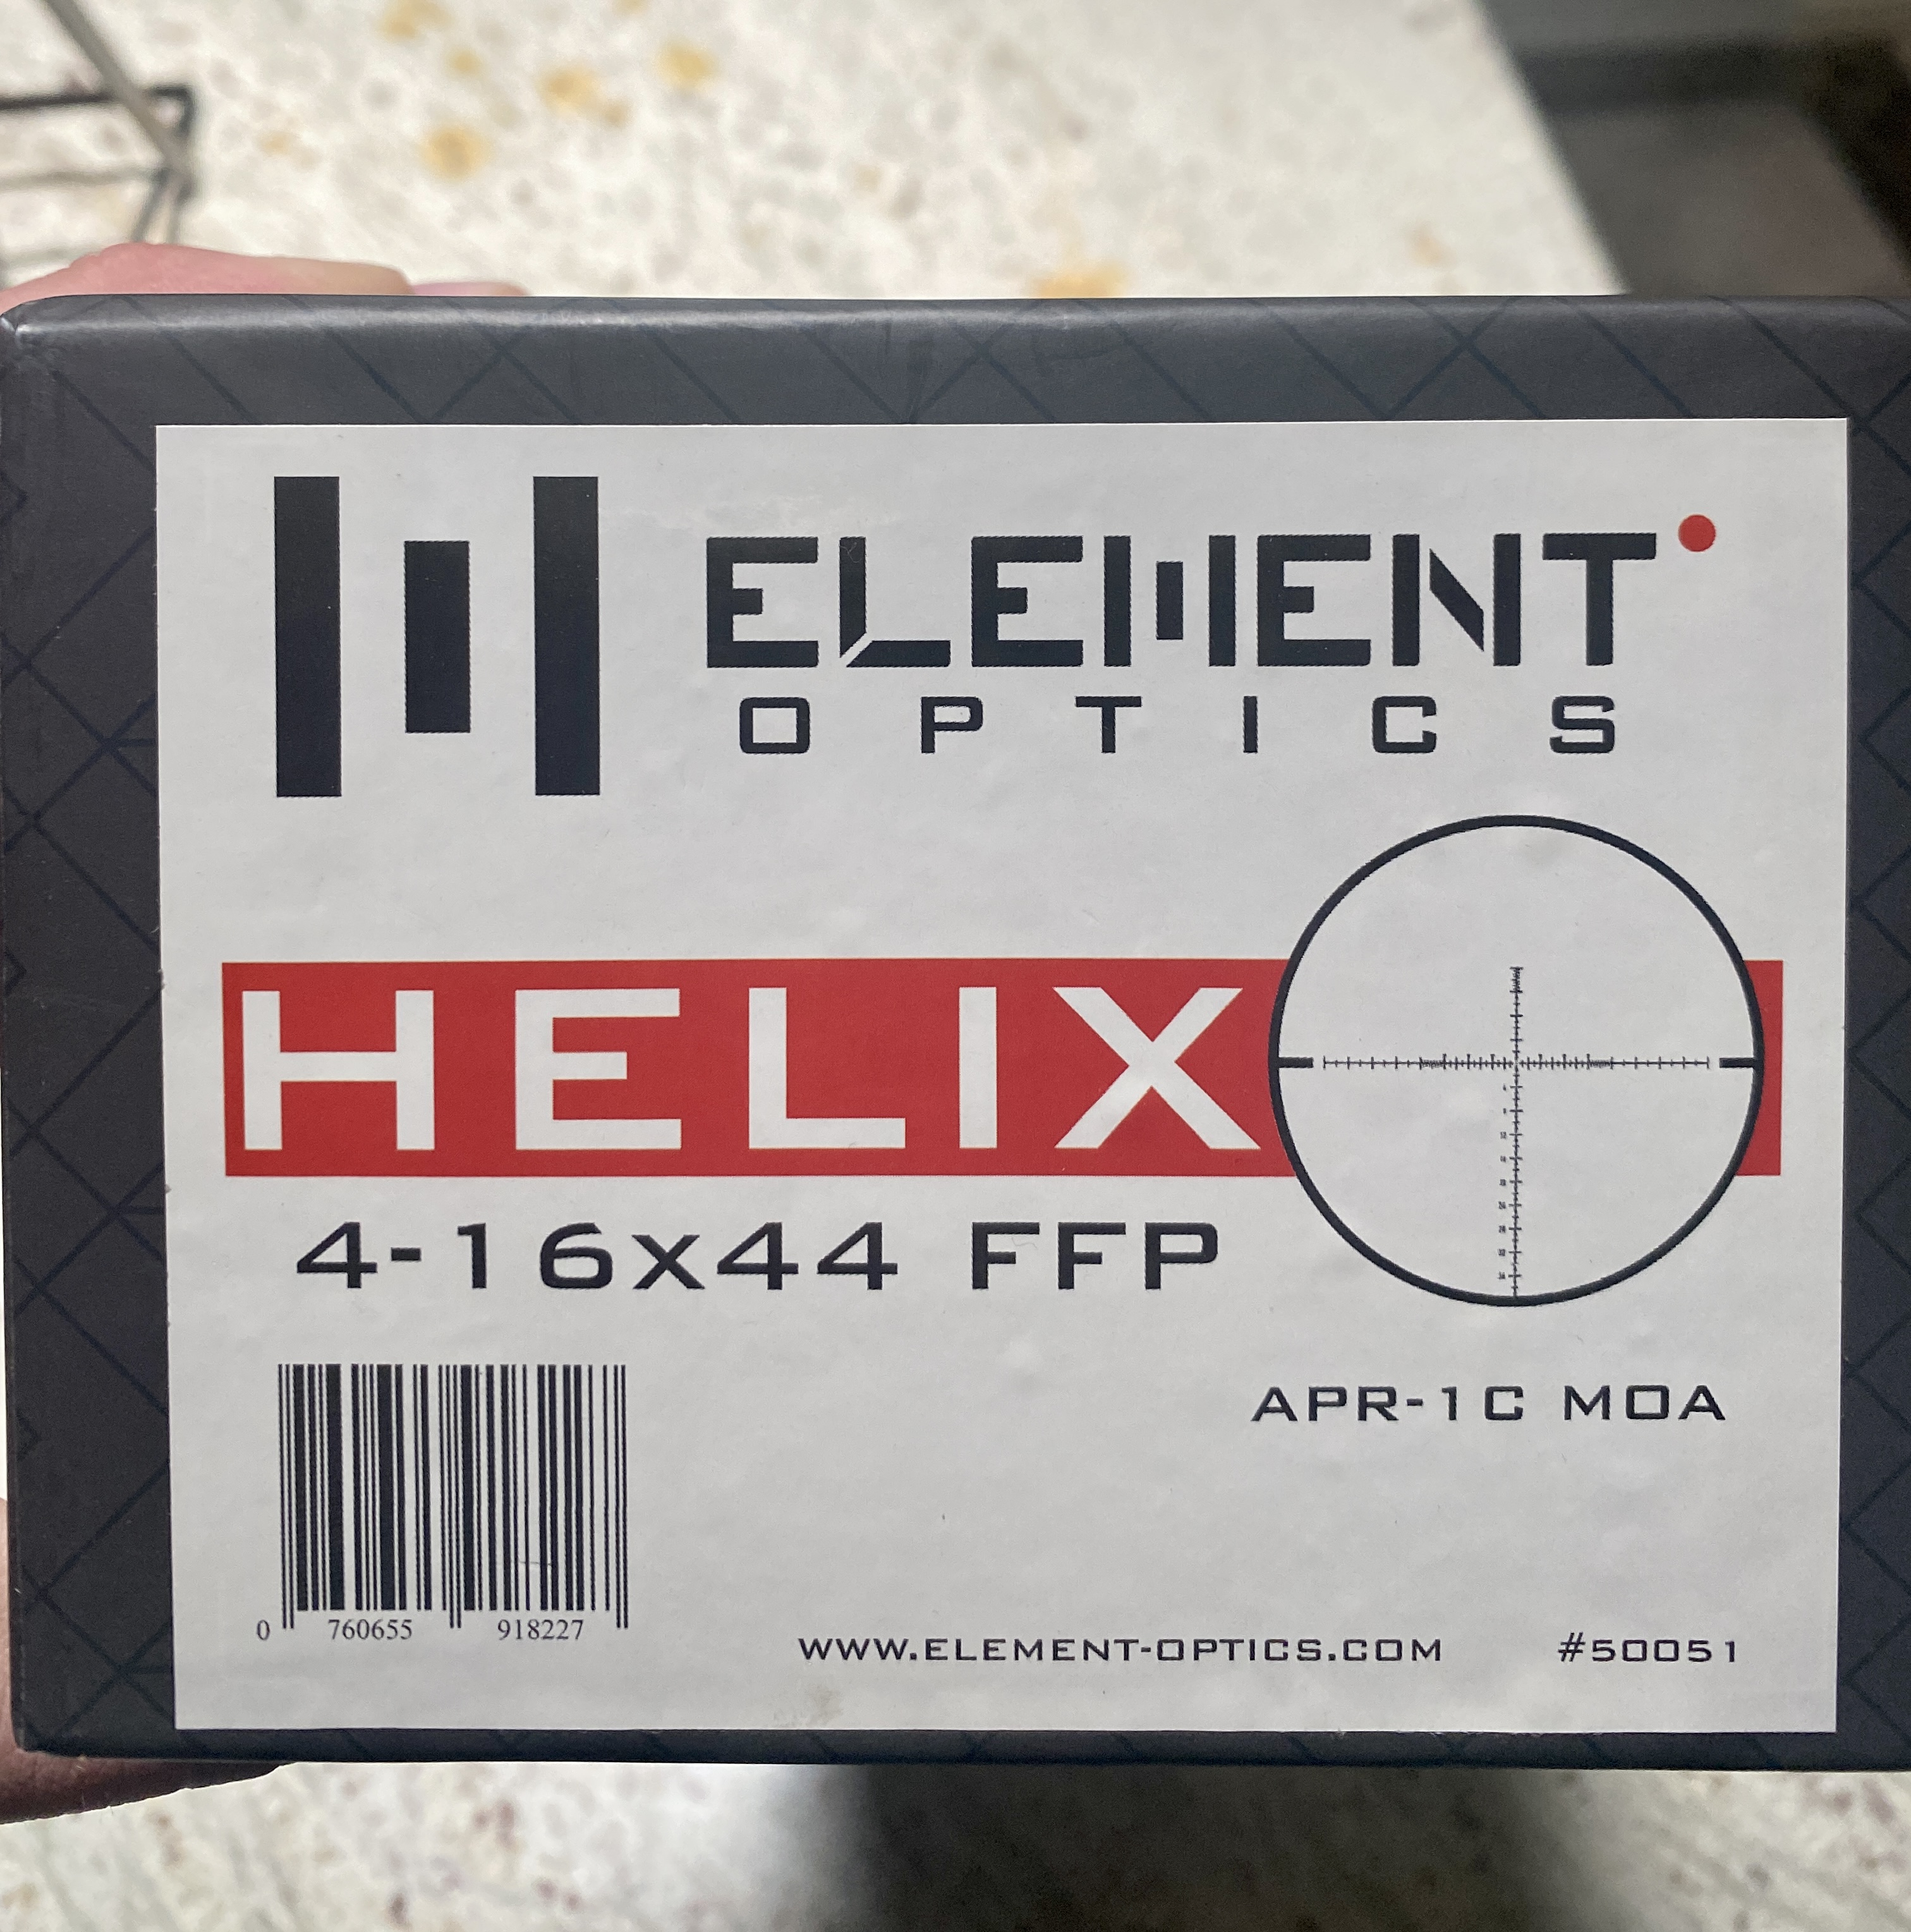 ELEMENT
OPTICS
HELIX
4-16x44 FFP
APR-1C MOA
0 760655 918227
WWW.ELEMENT-OPTICS.COM #50051